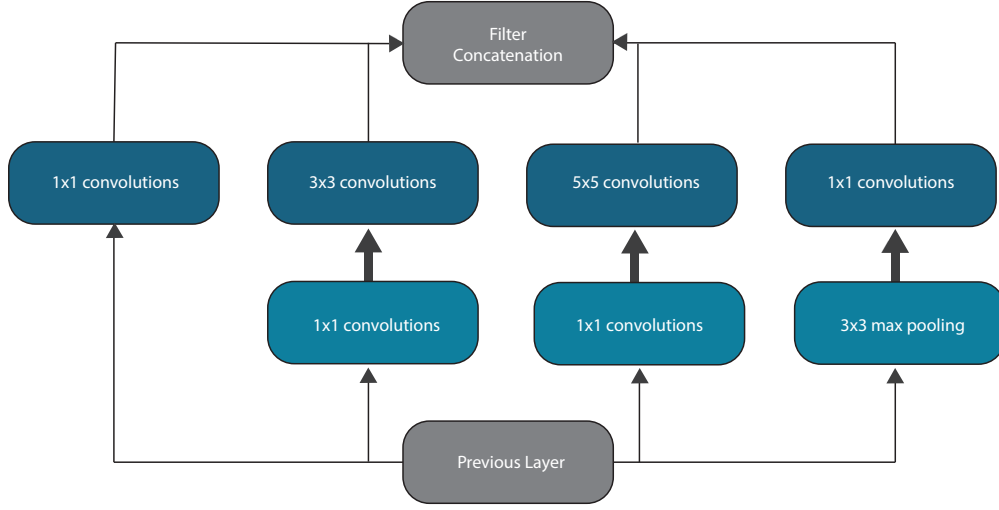 Filter
Concatenation
1x1 convolutions
3x3 convolutions
5x5 convolutions
1x1 convolutions
1x1 convolutions
1x1 convolutions
3x3 max pooling
Previous Layer